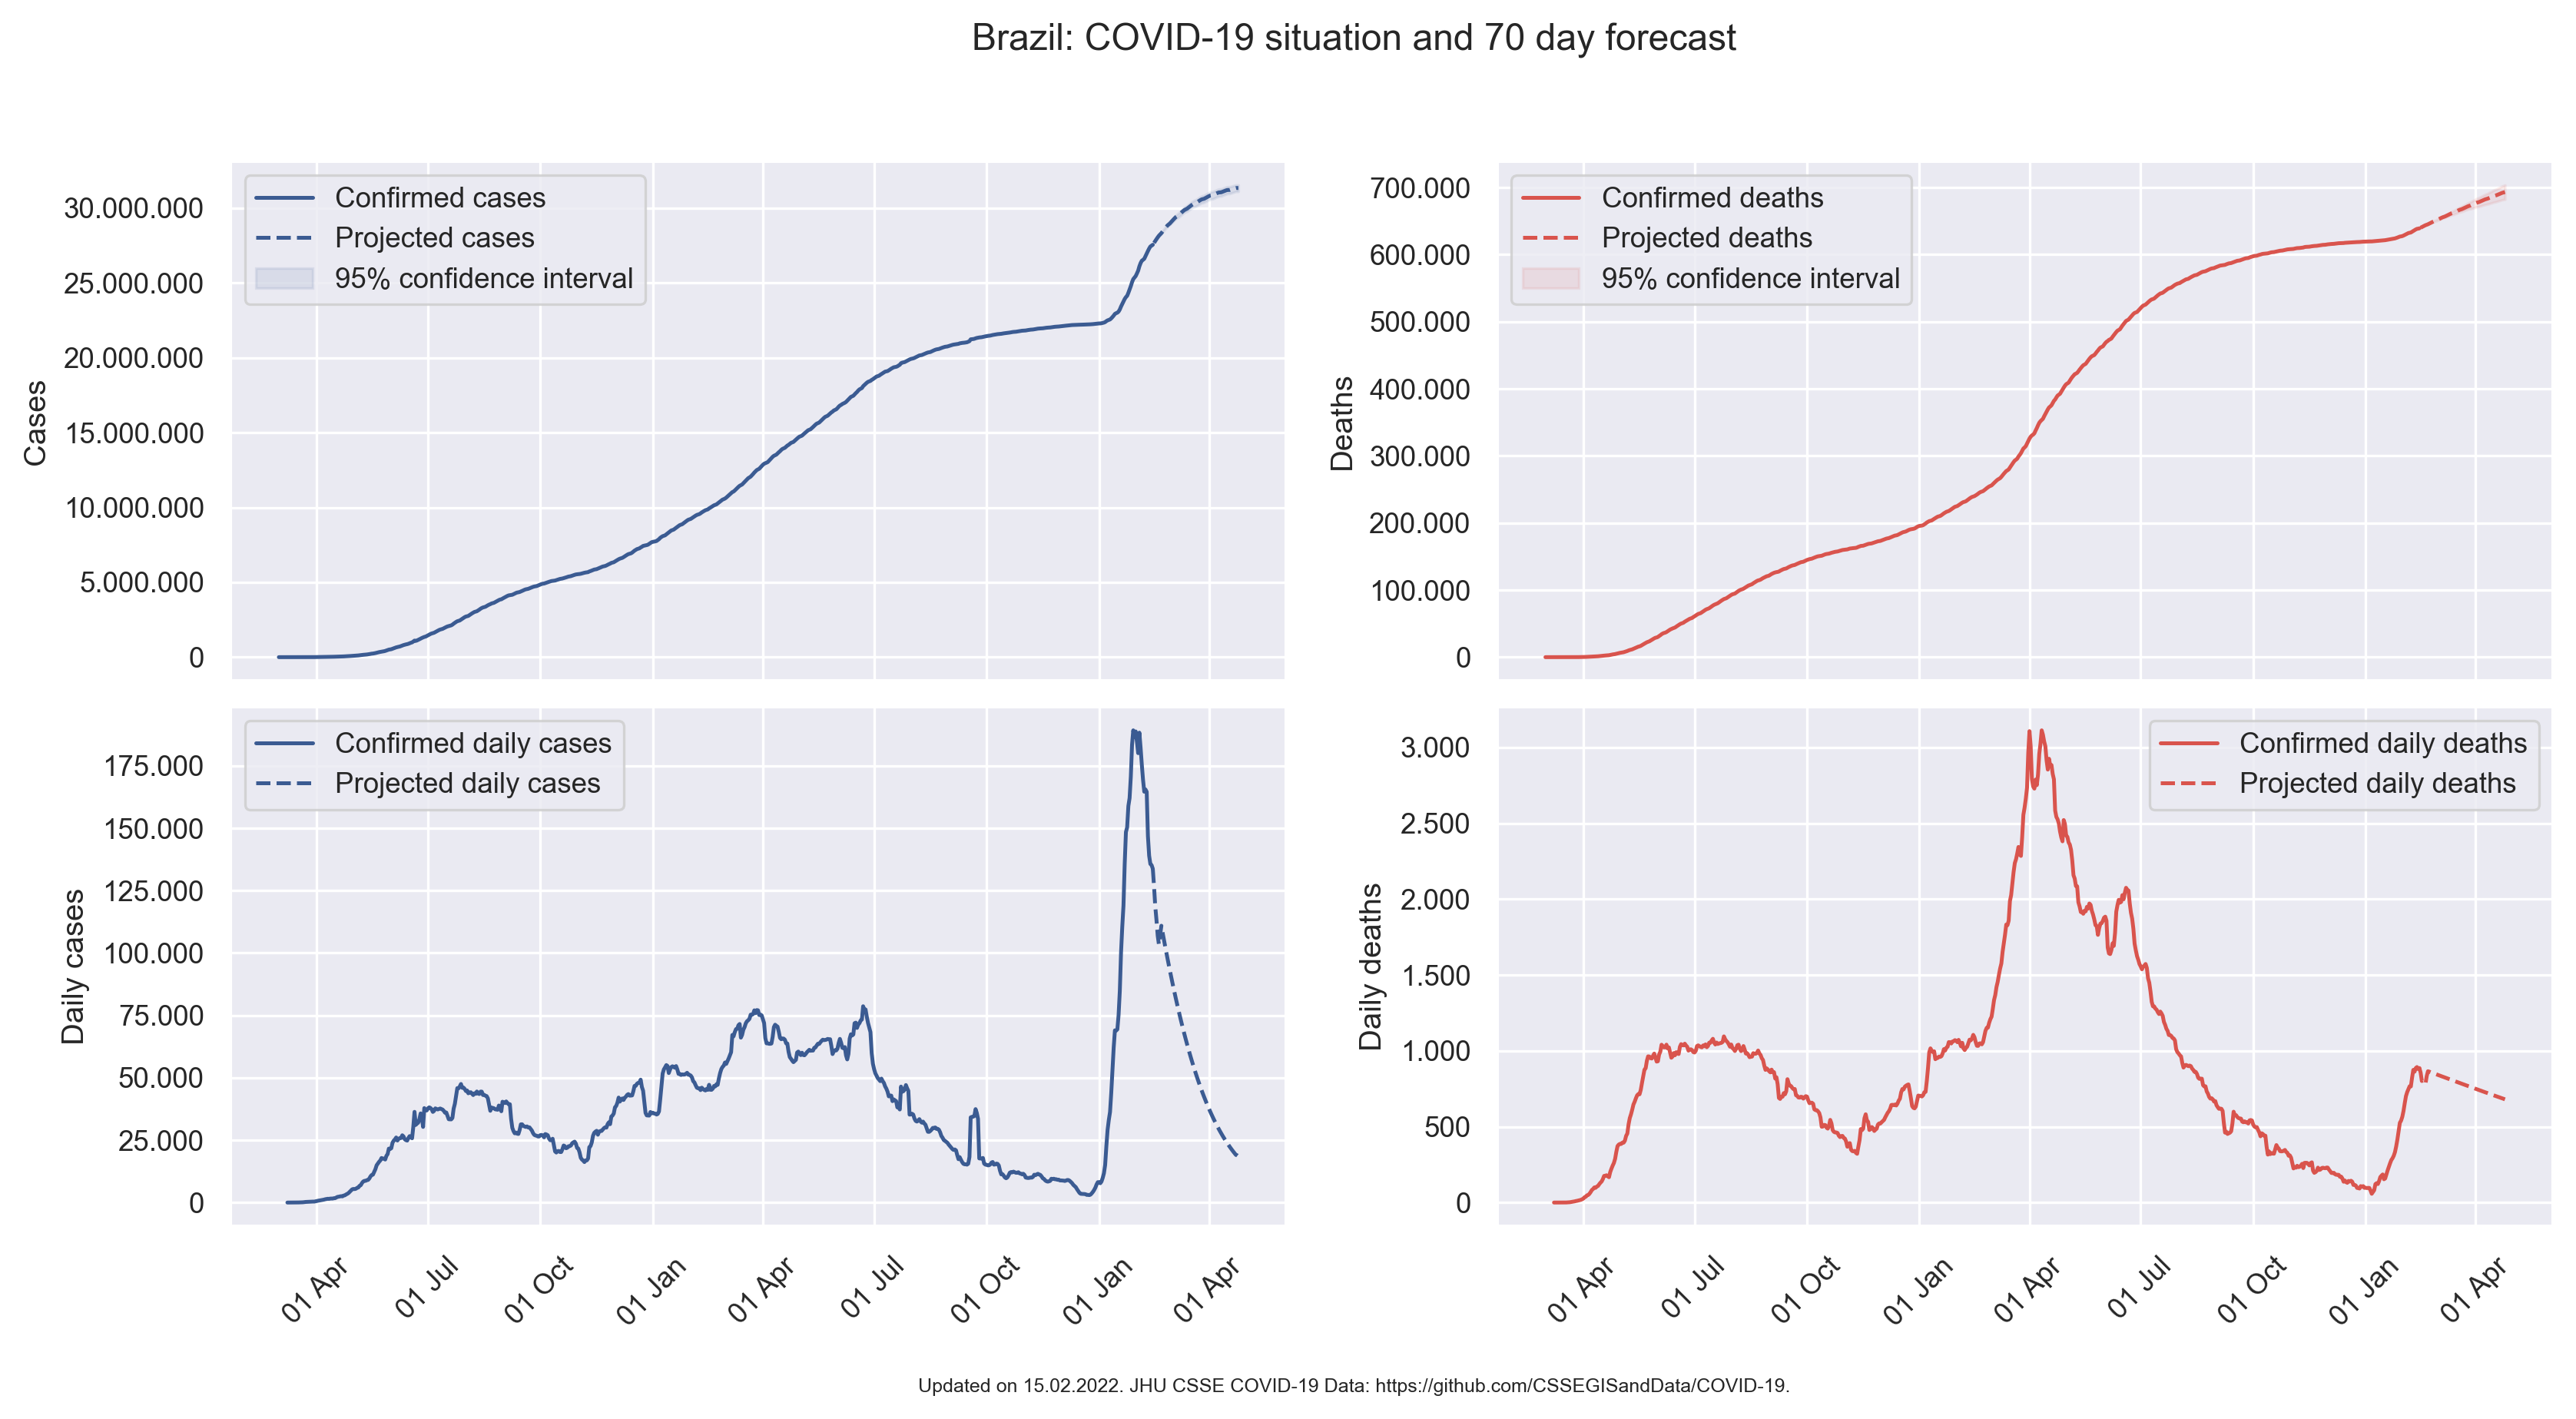 Brazil: COVID-19 situation and 70 day forecast
Confirmed cases
Projected cases
95% confidence interval
30.000.000
25.000.000
20.000.000
15.000.000
10.000.000
5.000.000
0
Cases
Confirmed deaths
Projected deaths
95% confidence interval
700.000
600.000
500.000
400.000
300.000
200.000
100.000
0
Deaths
Confirmed daily cases
Projected daily cases
175.000
150.000
125.000
100.000
75.000
50.000
25.000
0
Daily cases
01 Apr
01 Jul
01 Oct
01 Jan
01 Apr
01 Jul
01 Oct
01 Jan
01 Apr
Confirmed daily deaths
Projected daily deaths
3.000
2.500
2.000
1.500
1.000
500
0
Daily deaths
01 Apr
01 Jul
01 Oct
01 Jan
01 Apr
01 Jul
01 Oct
01 Jan
01 Apr
Updated on 15.02.2022. JHU CSSE COVID-19 Data: https://github.com/CSSEGISandData/COVID-19.